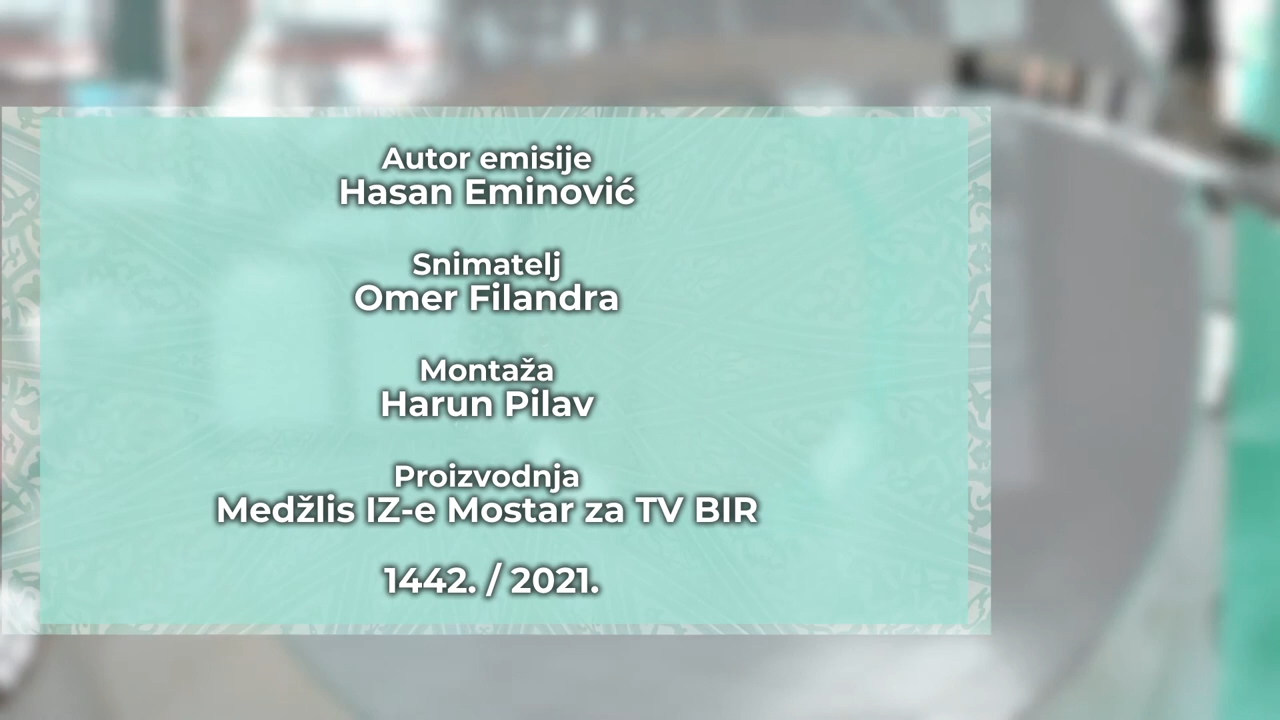 Autor emisije
Hasan Eminović
Snimatelj
Omer Filandra
Montaža
Harun Pilav
Proizvodnja
Medžlis IZ-e Mostar za TV BIR
1442. / 2021.